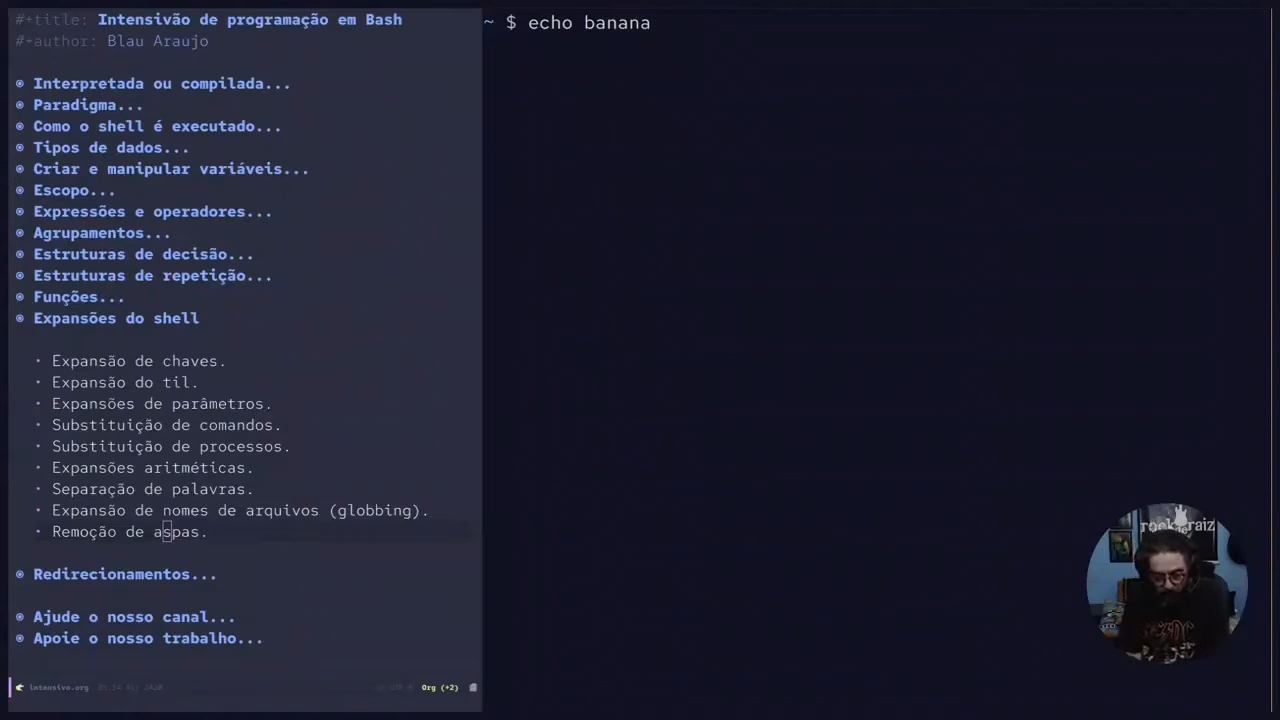 #+title: Intensivão de programação em Bash
#+author: Blau Araujo
Interpretada ou compilada...
Paradigma...
Como o shell é executado...
Tipos de dados...
Criar e manipular variáveis...
Escopo...
Expressões e operadores...
Agrupamentos...
Estruturas de decisão...
Estruturas de repetição...
Funções...
Expansões do shell
• Expansão de chaves.
• Expansão do til.
• Expansões de parâmetros.
• Substituição de comandos.
• Substituição de processos.
• Expansões aritméticas.
• Separação de palavras.
• Expansão de nomes de arquivos (globbing).
• Remoção de aspas.
Redirecionamentos...
Ajude o nosso canal...
Apoie o nosso trabalho...
intensivo.org
Org (+2)
~ $ echo banana